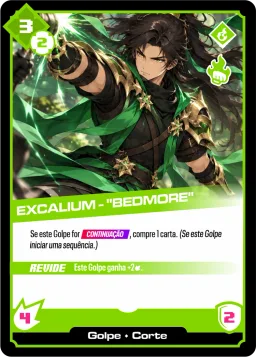 3
2
EXCALIUM - "BEDMORE"
Se este Golpe for CONTINUAÇÃO, compre 1 carta. (Se este Golpe
iniciar uma sequência.)
REVIDE Este Golpe ganha +2
4
2
Golpe • Corte